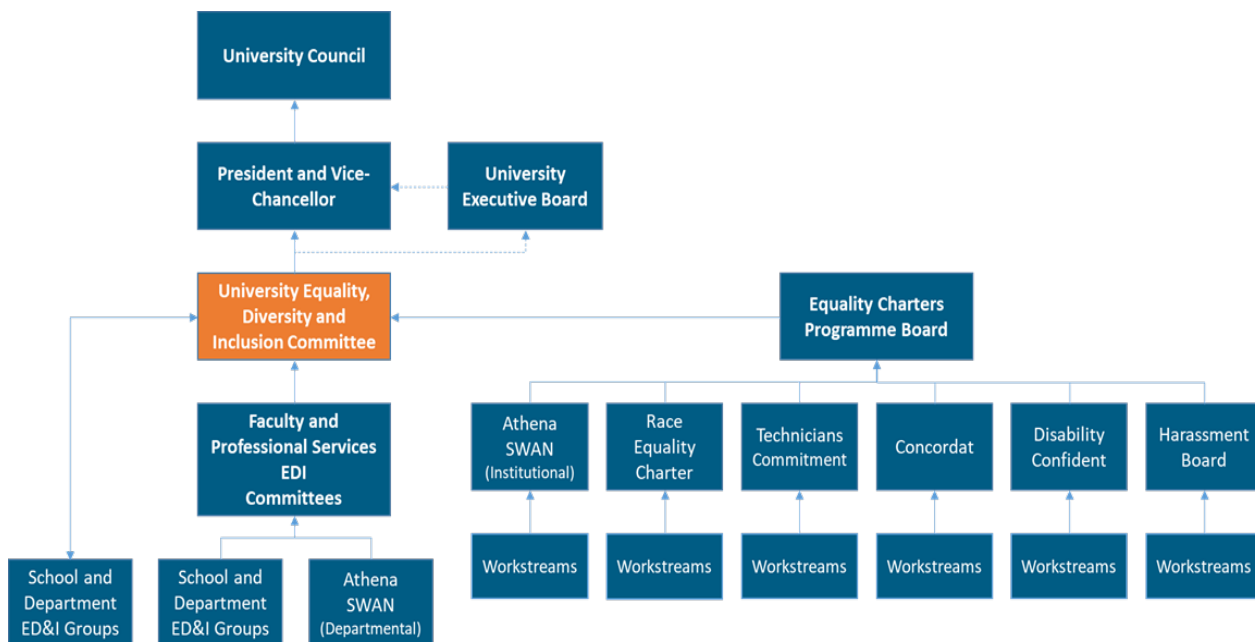 University Council
President and Vice-
Chancellor
University
Executive Board
University Equality,
Diversity and
Inclusion Committee
Equality Charters
Programme Board
Faculty and
Professional Services
EDI
Committees
Athena
SWAN
(Institutional)
Race
Equality
Charter
Technicians
Commitment
Concordat
Disability
Confident
Harassment
Board
School and
Department
ED&I Groups
School and
Department
ED&I Groups
Athena
SWAN
(Departmental)
Workstreams
Workstreams
Workstreams
Workstreams
Workstreams
Workstreams